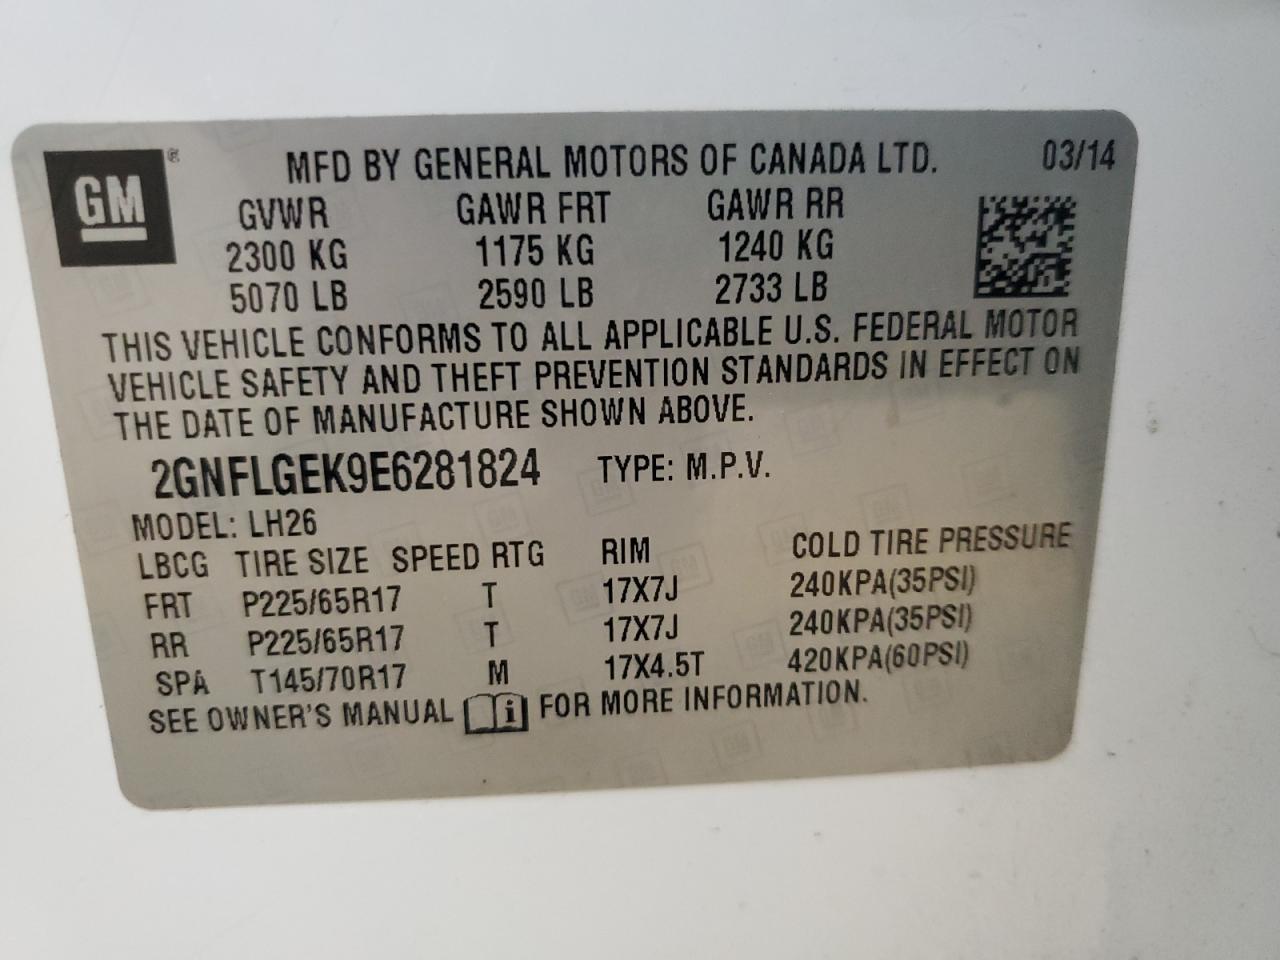 GM
MFD BY GENERAL MOTORS OF CANADA LTD. 03/14
GVWR GAWR FRT GAWR RR
2300 KG 1175 KG 1240 KG
5070 LB 2590 LB 2733 LB
THIS VEHICLE CONFORMS TO ALL APPLICABLE U.S. FEDERAL MOTOR
VEHICLE SAFETY AND THEFT PREVENTION STANDARDS IN EFFECT ON
THE DATE OF MANUFACTURE SHOWN ABOVE.
2GNFLGEK9E6281824 TYPE: M.P.V.
MODEL: LH26
LBCG TIRE SIZE SPEED RTG RIM COLD TIRE PRESSURE
FRT P225/65R17 T 17X7J 240KPA(35PSI)
RR P225/65R17 T 17X7J 240KPA(35PSI)
SPA T145/70R17 M 17X4.5T 420KPA(60PSI)
SEE OWNER'S MANUAL FOR MORE INFORMATION.